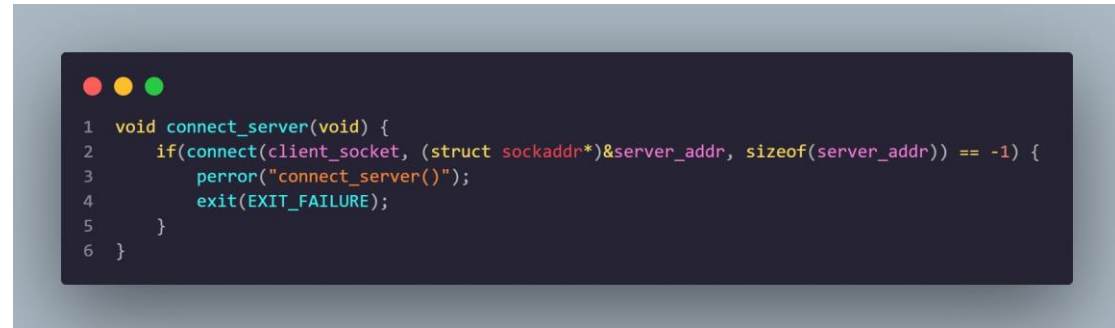 1 void connect_server(void) {
2     if(connect(client_socket, (struct sockaddr*)&server_addr, sizeof(server_addr)) == -1) {
3         perror("connect_server()");
4         exit(EXIT_FAILURE);
5     }
6 }